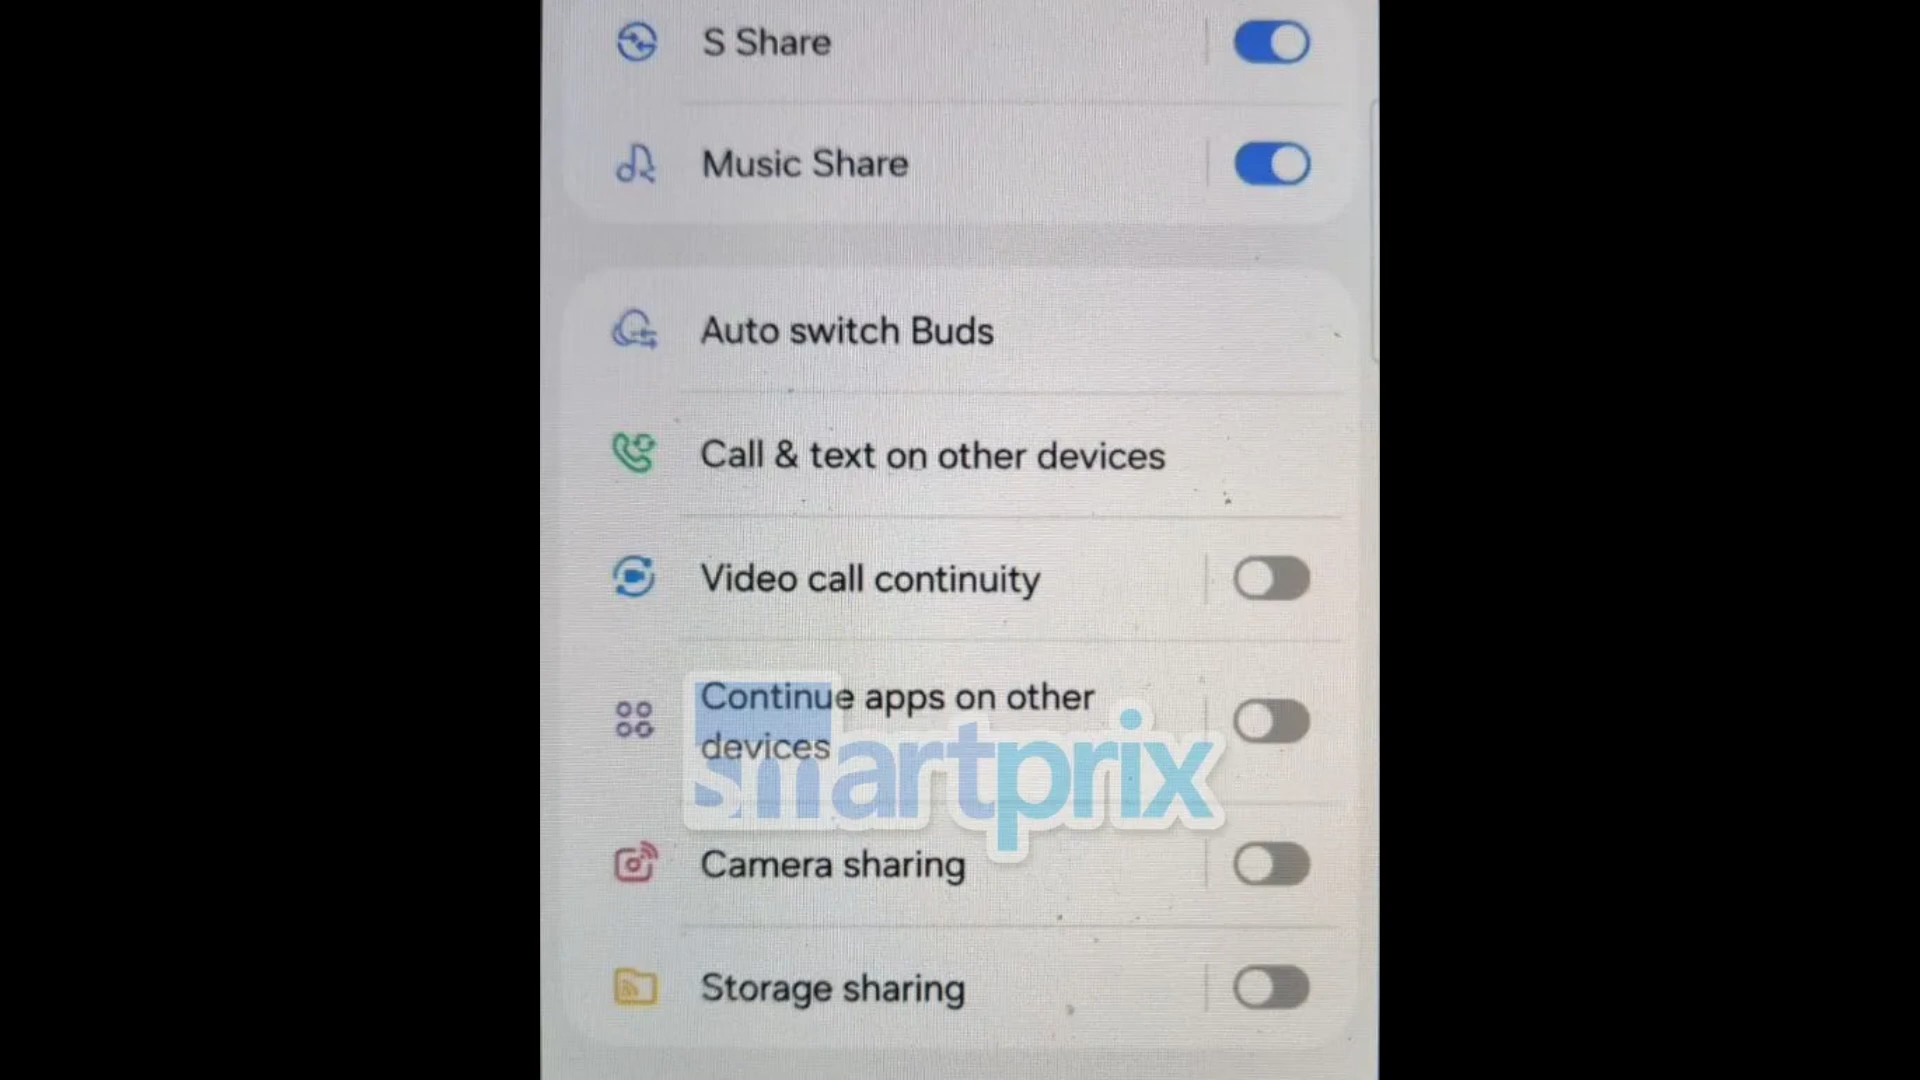 S Share
Music Share
Auto switch Buds
Call & text on other devices
Video call continuity
Continue apps on other
devices
smartprix
Camera sharing
Storage sharing